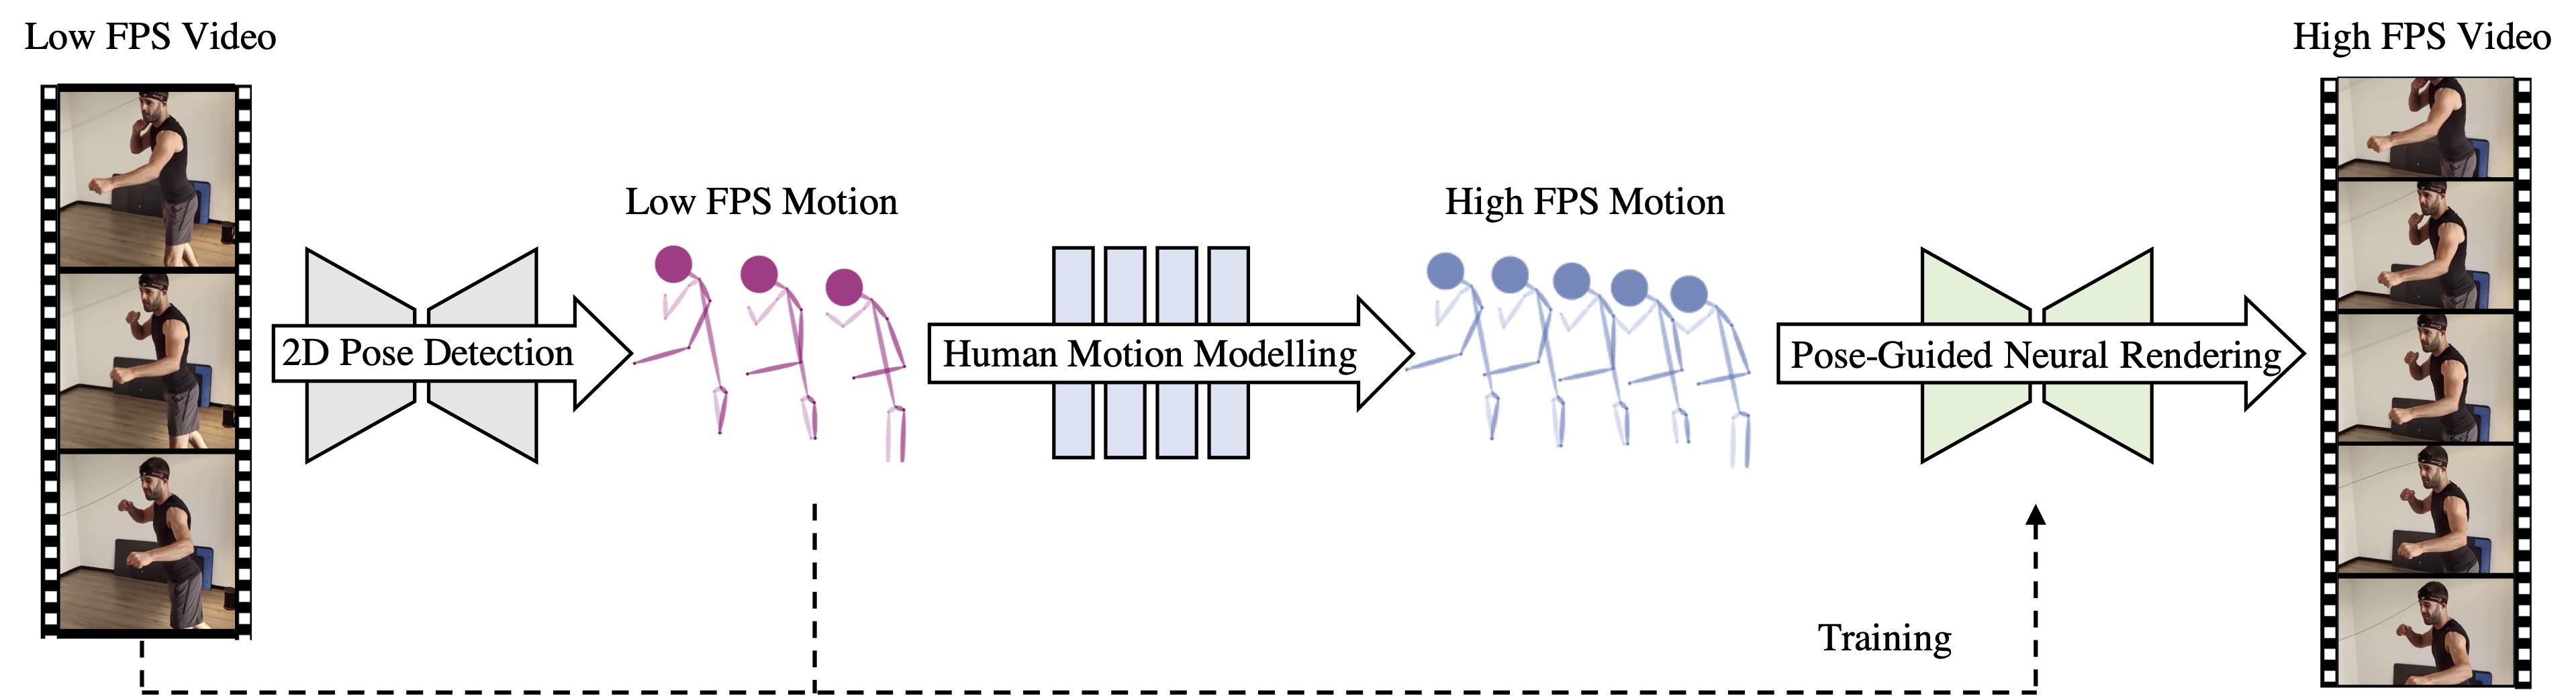 Low FPS Video
High FPS Video
Low FPS Motion
High FPS Motion
2D Pose Detection
Human Motion Modelling
Pose-Guided Neural Rendering
Training